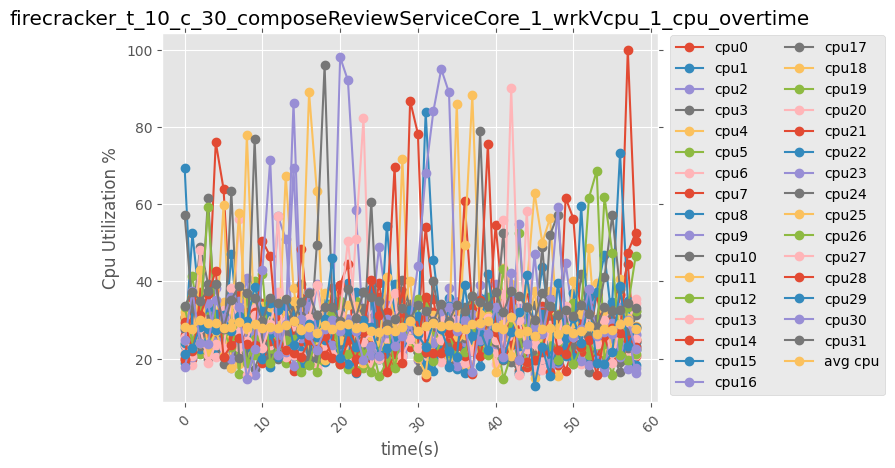 firecracker_t_10_c_30_composeReviewServiceCore_1_wrkVcpu_1_cpu_overtime
Cpu Utilization %
100
80
60
40
20
0
10
20
30
40
50
60
time(s)
cpu0
cpu1
cpu2
cpu3
cpu4
cpu5
cpu6
cpu7
cpu8
cpu9
cpu10
cpu11
cpu12
cpu13
cpu14
cpu15
cpu16
cpu17
cpu18
cpu19
cpu20
cpu21
cpu22
cpu23
cpu24
cpu25
cpu26
cpu27
cpu28
cpu29
cpu30
cpu31
avg cpu